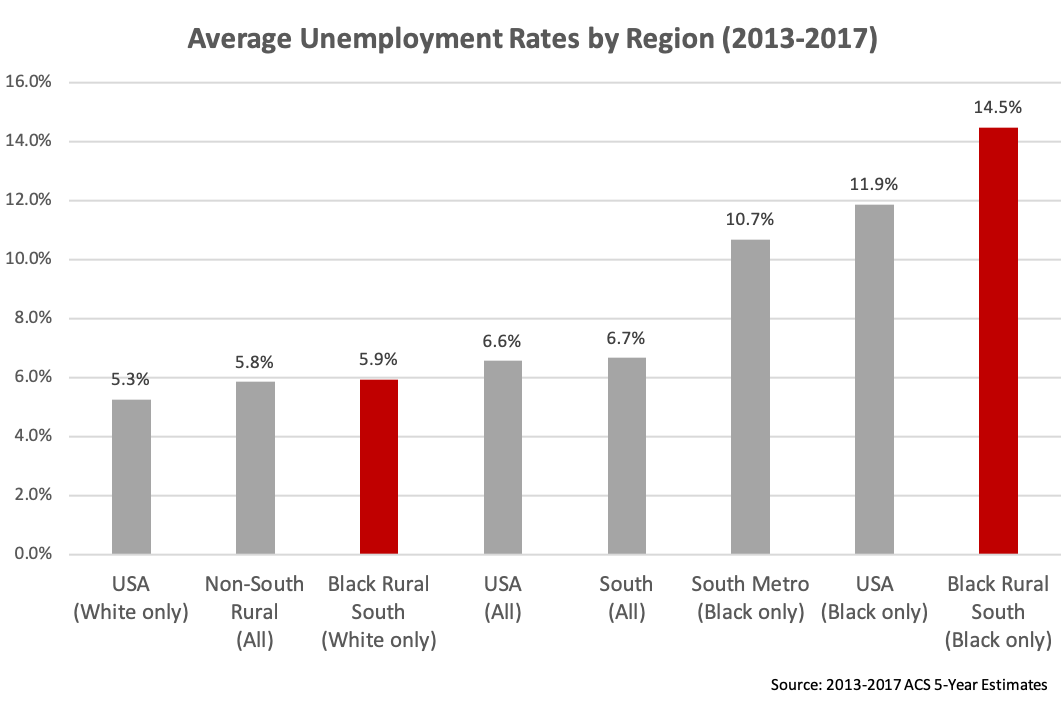 Average Unemployment Rates by Region (2013-2017)
16.0%
14.0%
12.0%
10.0%
8.0%
6.0%
4.0%
2.0%
0.0%
5.3%
5.8%
5.9%
6.6%
6.7%
10.7%
11.9%
14.5%
USA
(White only)
Non-South
Rural
(All)
Black Rural
South
(White only)
USA
(All)
South
(All)
South Metro
(Black only)
USA
(Black only)
Black Rural
South
(Black only)
Source: 2013-2017 ACS 5-Year Estimates